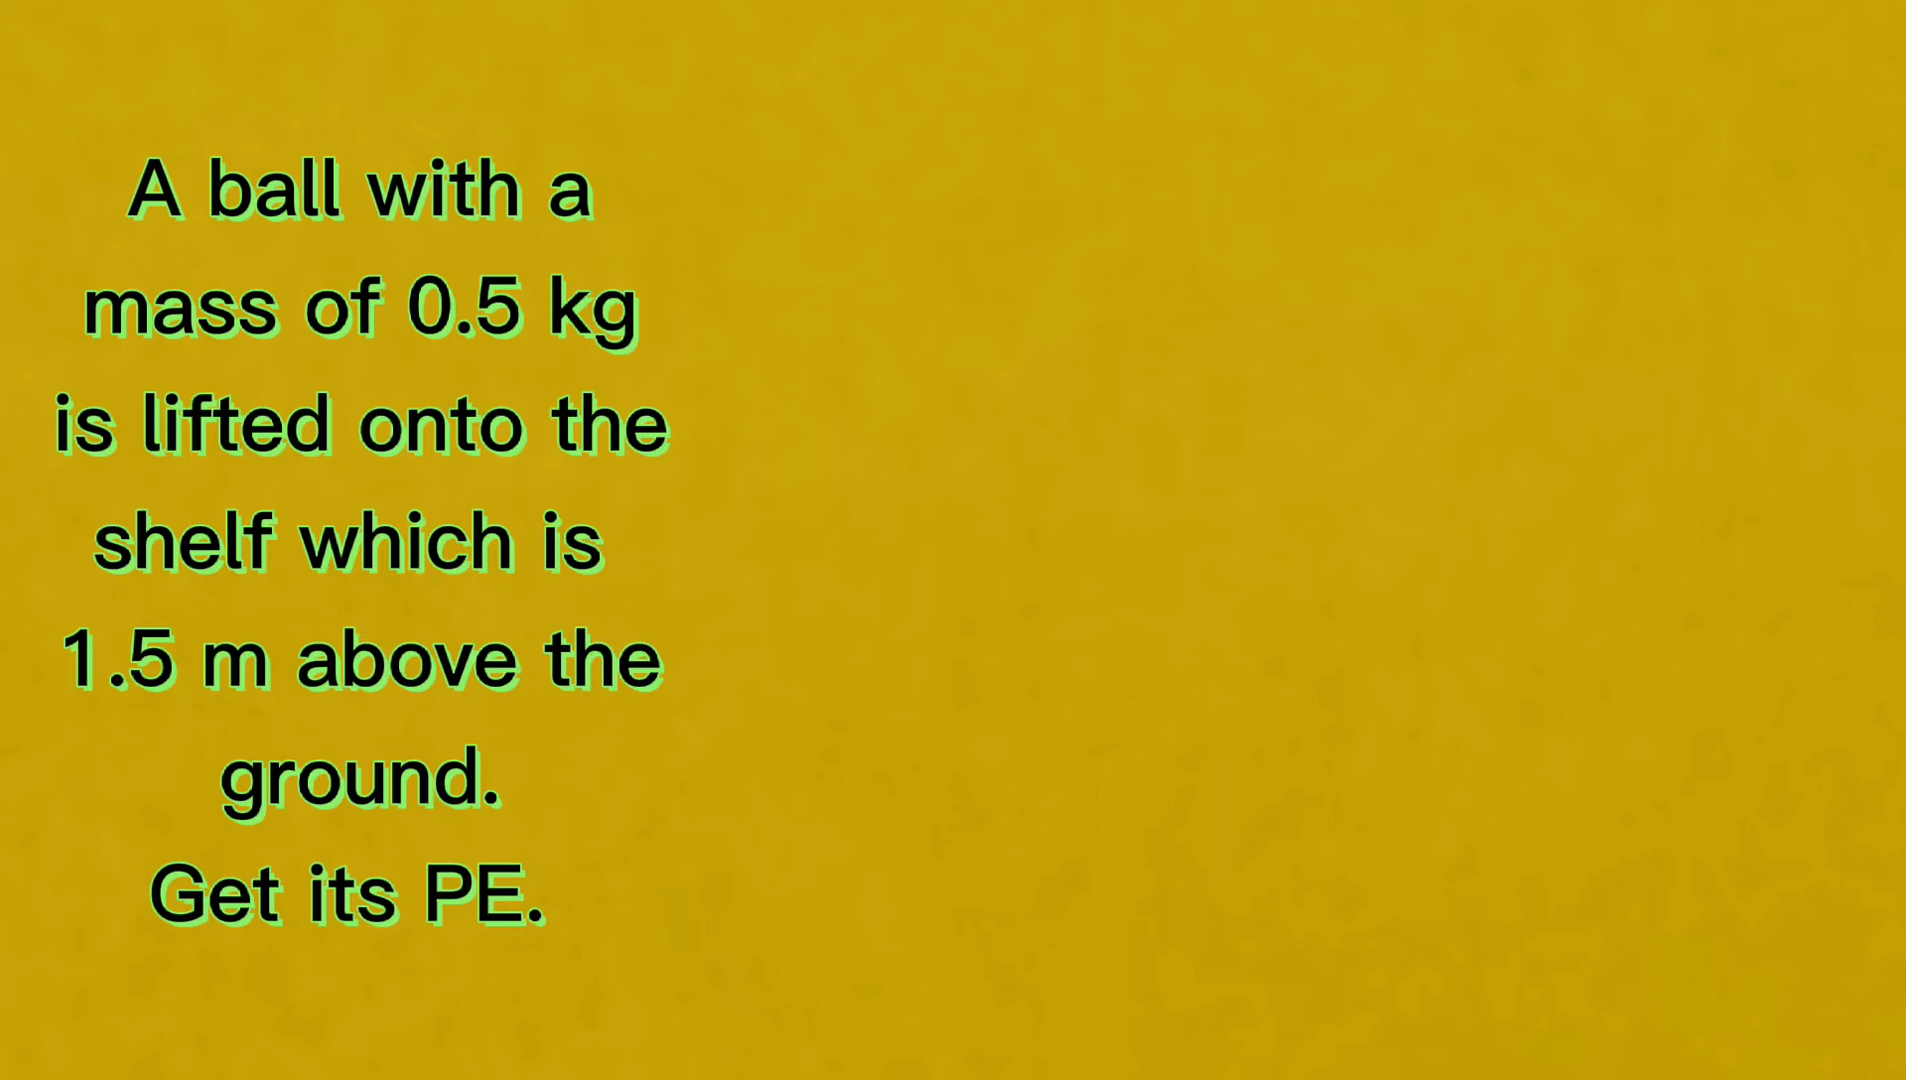 A ball with a
mass of 0.5 kg
is lifted onto the
shelf which is
1.5 m above the
ground.
Get its PE.